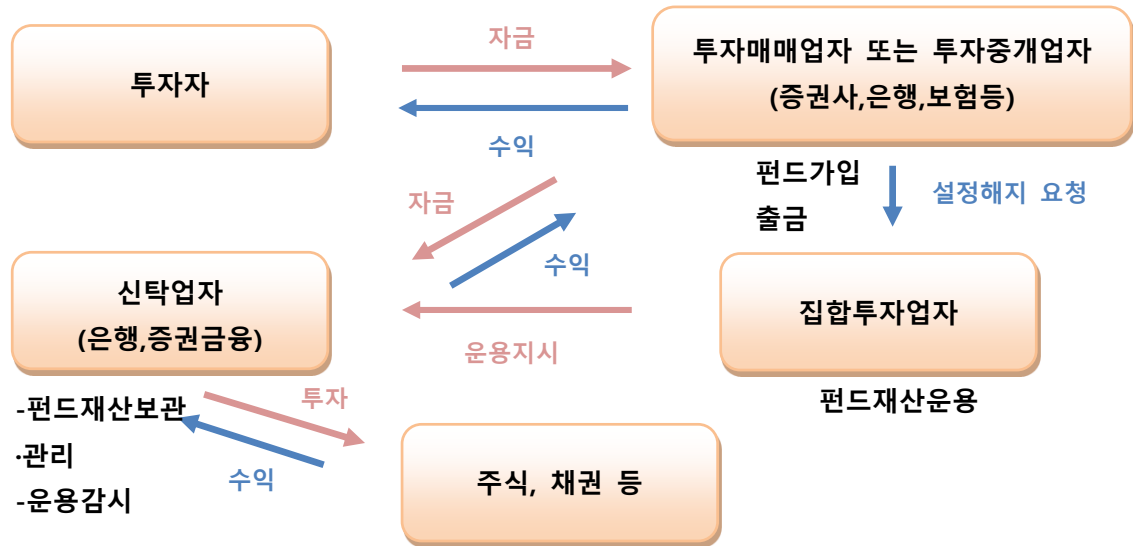 자금
투자자
투자매매업자 또는 투자중개업자
(증권사,은행,보험등)
수익
펀드가입
출금
설정해지 요청
자금
수익
신탁업자
(은행,증권금융)
집합투자업자
운용지시
펀드재산운용
-펀드재산보관
·관리
-운용감시
투자
수익
주식, 채권 등